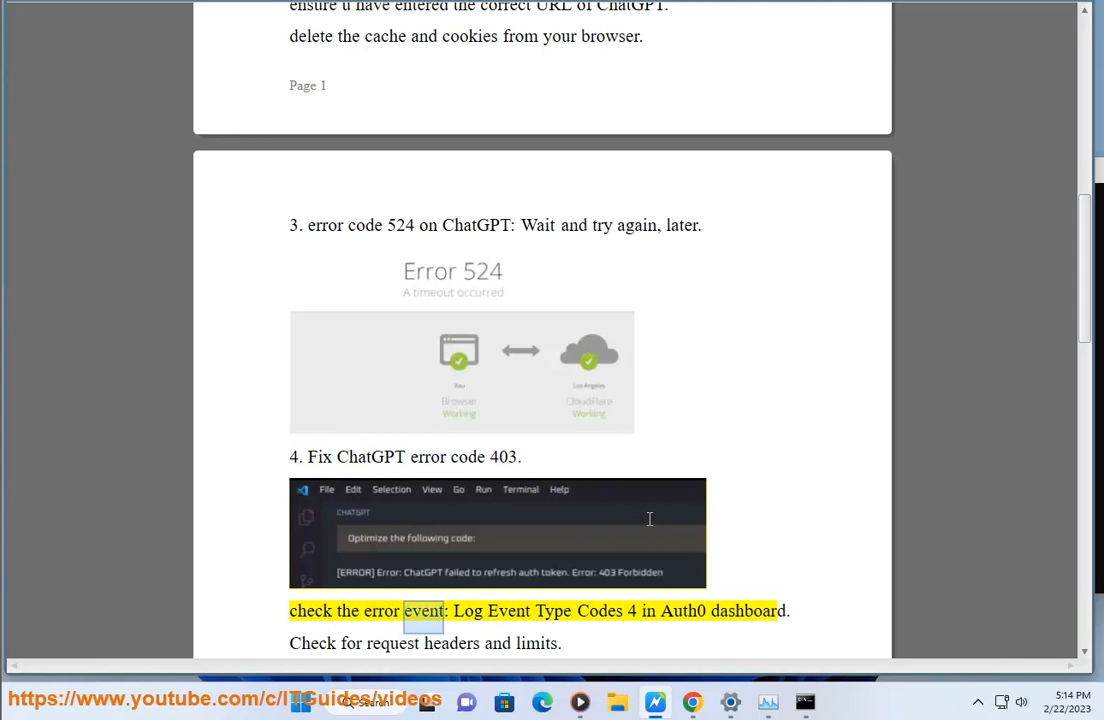 ensure u have entered the correct URL of ChatGPT.
delete the cache and cookies from your browser.
Page 1
3. error code 524 on ChatGPT: Wait and try again, later.
Error 524
A timeout occurred
You
Los Angeles
Browser
CloudFlare
Working
Working
4. Fix ChatGPT error code 403.
File Edit Selection View Go Run Terminal Help
CHATGPT
Optimize the following code:
[ERROR] Error: ChatGPT failed to refresh auth token. Error: 403 Forbidden
check the error event: Log Event Type Codes 4 in Auth0 dashboard.
Check for request headers and limits.
https://www.youtube.com/c/ITGuides/videos
Search
5:14 PM
2/22/2023